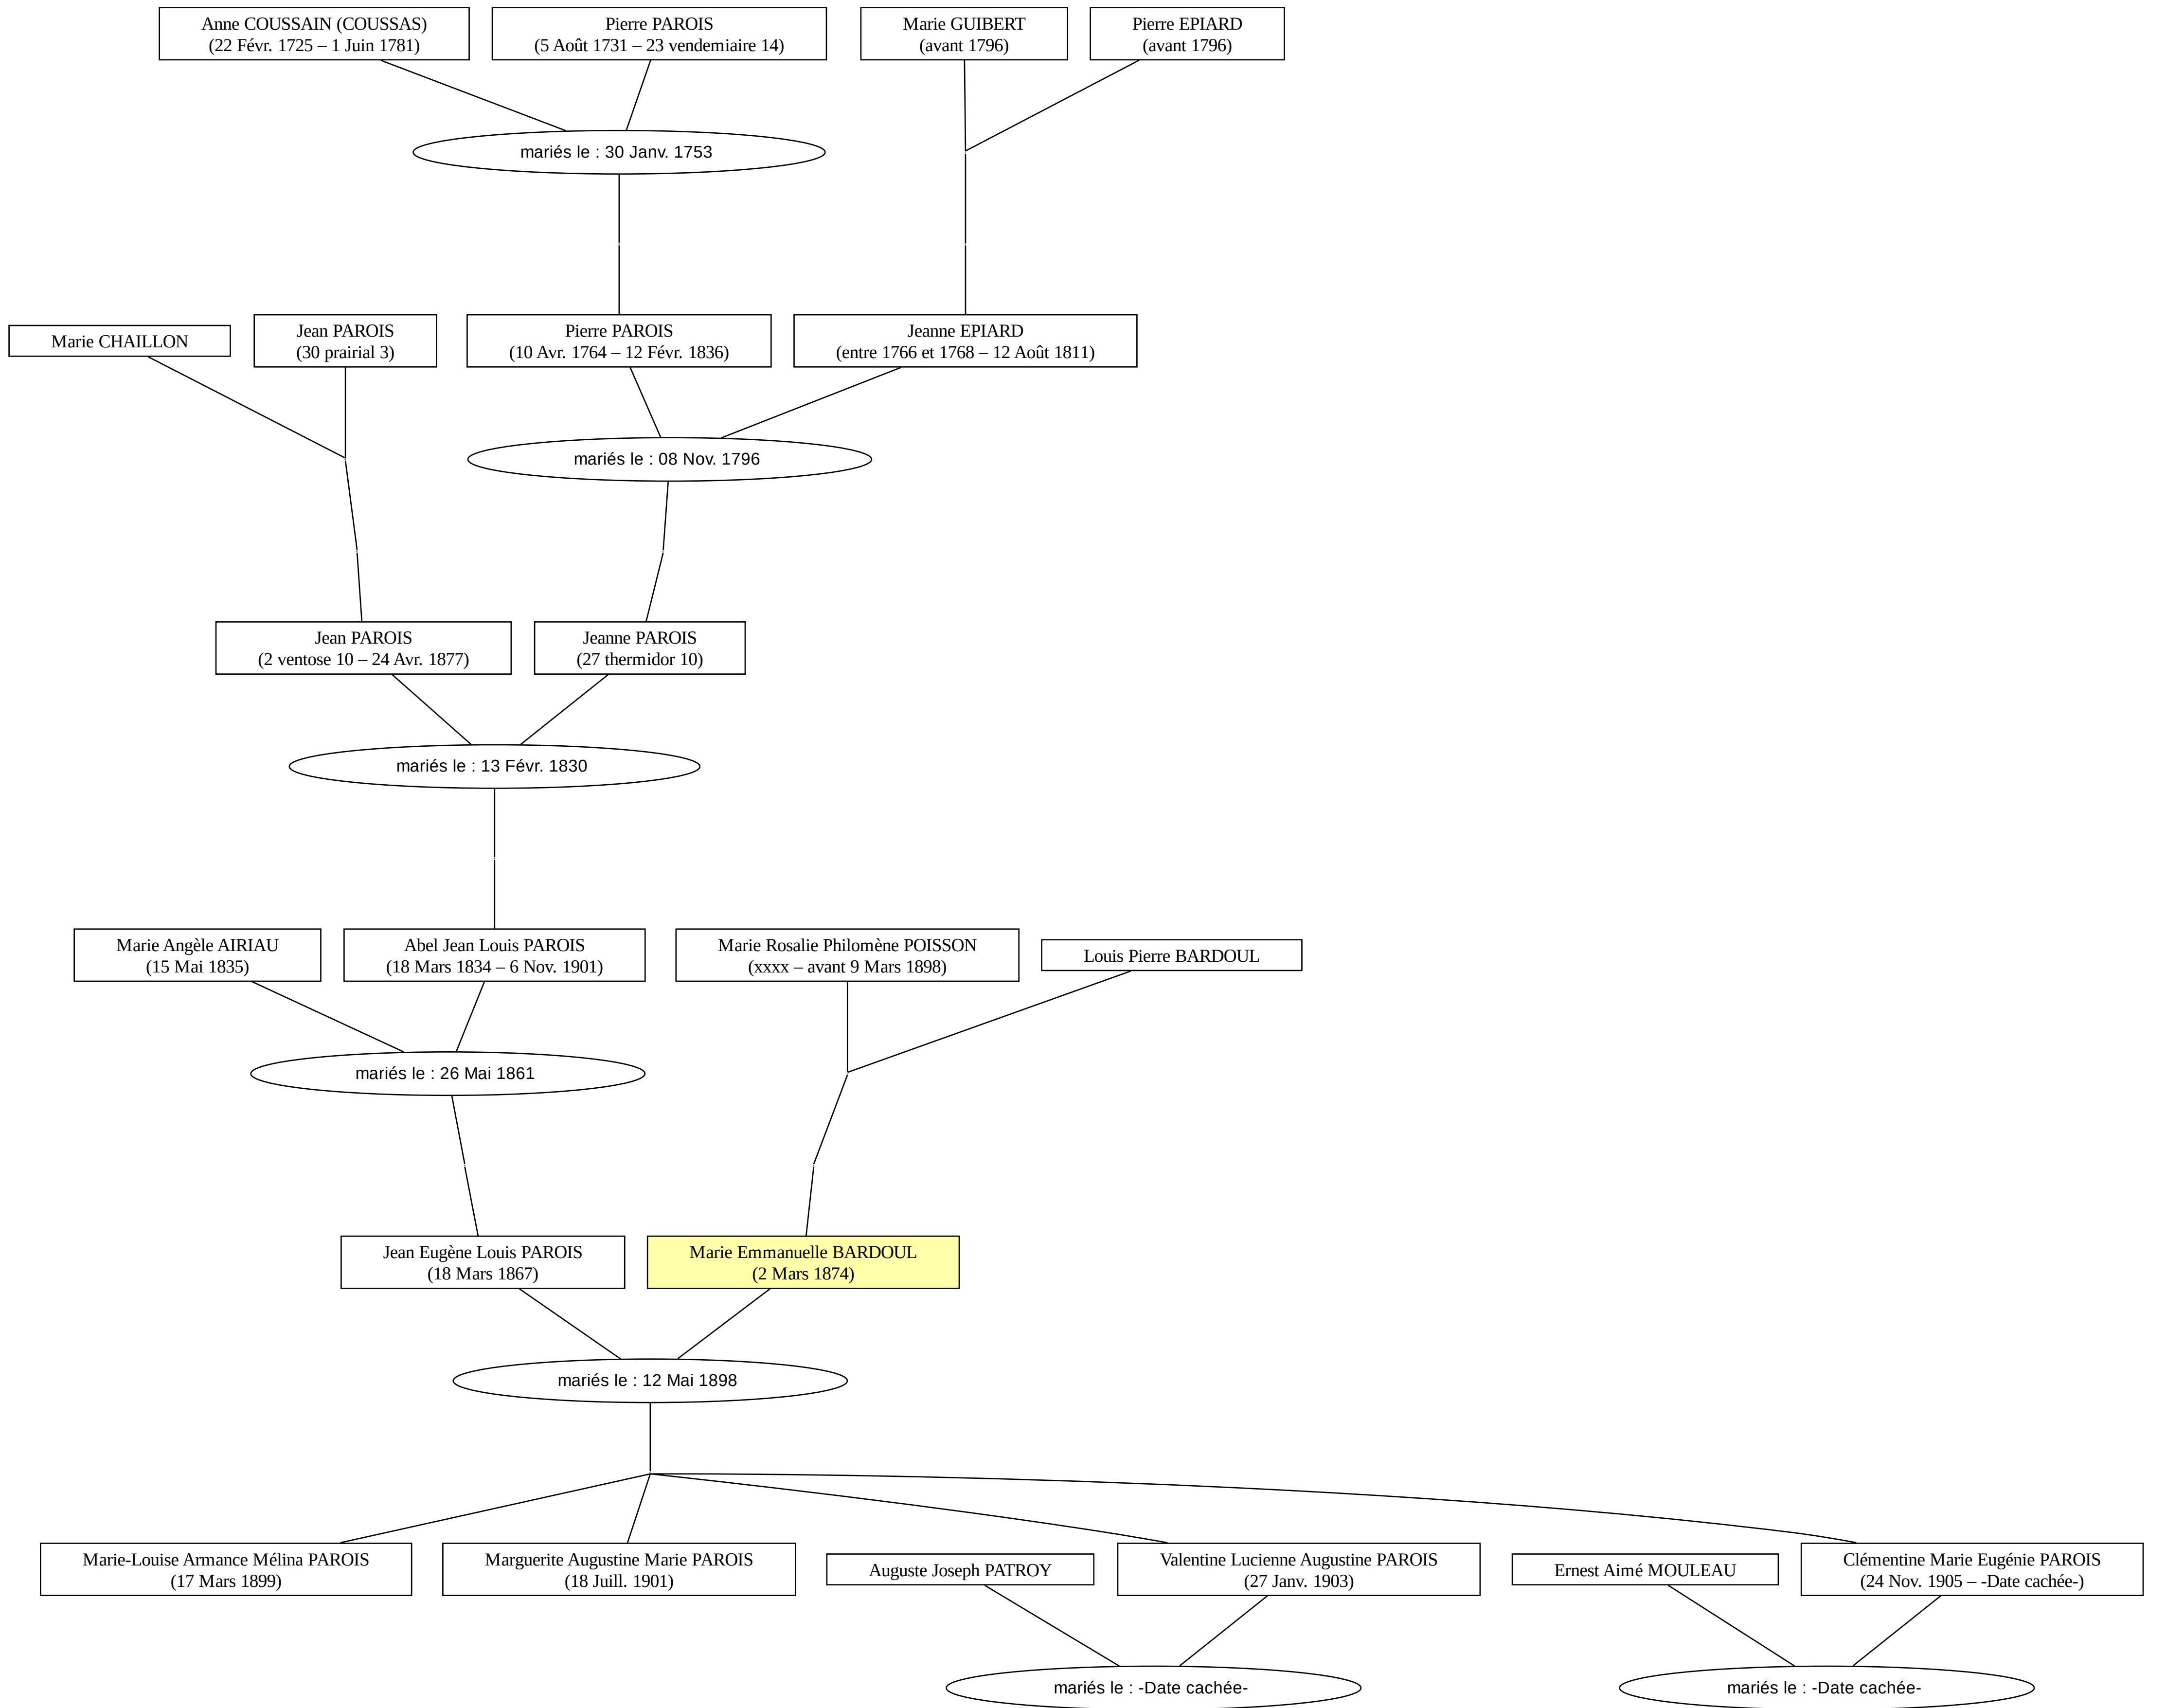 Anne COUSSAIN (COUSSAS)
(22 Févr. 1725 – 1 Juin 1781)
Pierre PAROIS
(5 Août 1731 – 23 vendemiaire 14)
Marie GUIBERT
(avant 1796)
Pierre EPIARD
(avant 1796)
mariés le : 30 Janv. 1753
Marie CHAILLON
Jean PAROIS
(30 prairial 3)
Pierre PAROIS
(10 Avr. 1764 – 12 Févr. 1836)
Jeanne EPIARD
(entre 1766 et 1768 – 12 Août 1811)
mariés le : 08 Nov. 1796
Jean PAROIS
(2 ventose 10 – 24 Avr. 1877)
Jeanne PAROIS
(27 thermidor 10)
mariés le : 13 Févr. 1830
Marie Angèle AIRIAU
(15 Mai 1835)
Abel Jean Louis PAROIS
(18 Mars 1834 – 6 Nov. 1901)
Marie Rosalie Philomène POISSON
(xxxx – avant 9 Mars 1898)
Louis Pierre BARDOUL
mariés le : 26 Mai 1861
Jean Eugène Louis PAROIS
(18 Mars 1867)
Marie Emmanuelle BARDOUL
(2 Mars 1874)
mariés le : 12 Mai 1898
Marie-Louise Armance Mélina PAROIS
(17 Mars 1899)
Marguerite Augustine Marie PAROIS
(18 Juill. 1901)
Auguste Joseph PATROY
Valentine Lucienne Augustine PAROIS
(27 Janv. 1903)
Ernest Aimé MOULEAU
Clémentine Marie Eugénie PAROIS
(24 Nov. 1905 – -Date cachée-)
mariés le : -Date cachée-
mariés le : -Date cachée-